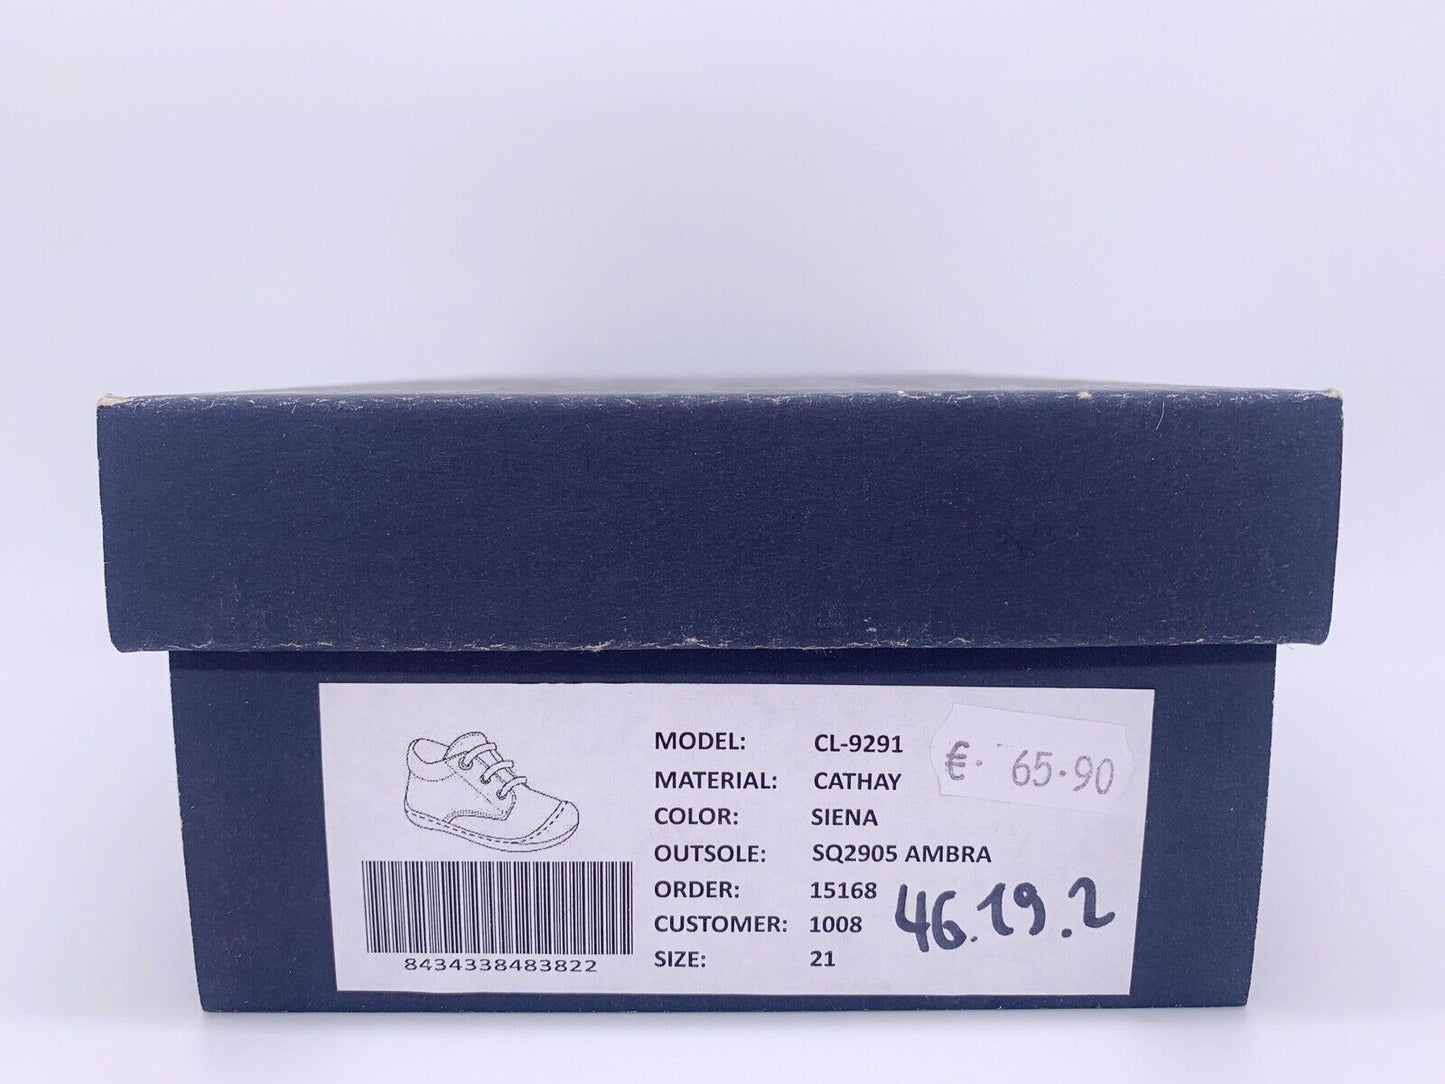 MODEL: CL-9291
€. 65.90
MATERIAL: CATHAY
COLOR: SIENA
OUTSOLE: SQ2905 AMBRA
ORDER: 15168
46.19.2
CUSTOMER: 1008
SIZE: 21
8434338483822